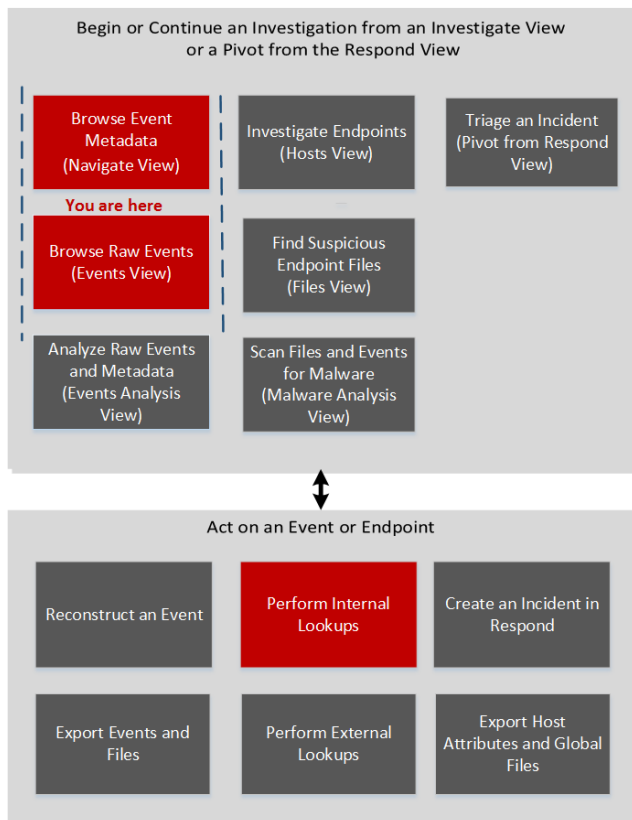 Begin or Continue an Investigation from an Investigate View
or a Pivot from the Respond View
Browse Event
Metadata
(Navigate View)
Investigate Endpoints
(Hosts View)
Triage an Incident
(Pivot from Respond
View)
You are here
Browse Raw Events
(Events View)
Find Suspicious
Endpoint Files
(Files View)
Analyze Raw Events
and Metadata
(Events Analysis
View)
Scan Files and Events
for Malware
(Malware Analysis
View)
Act on an Event or Endpoint
Reconstruct an Event
Perform Internal
Lookups
Create an Incident in
Respond
Export Events and
Files
Perform External
Lookups
Export Host
Attributes and Global
Files